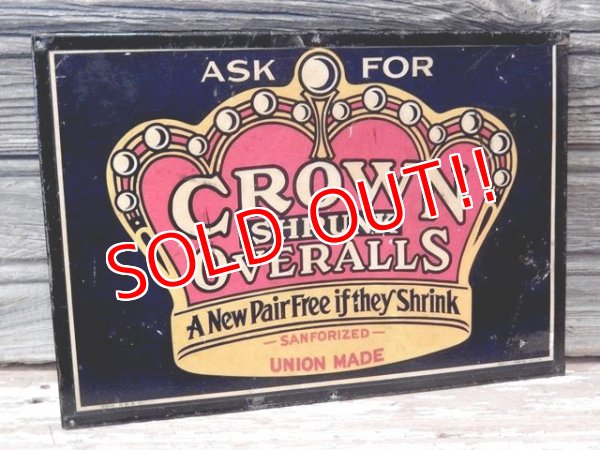 ASK FOR
CROWN
SHRUNK
OVERALLS
A New Pair Free if they Shrink
SANFORIZED
UNION MADE
SOLD OUT!!